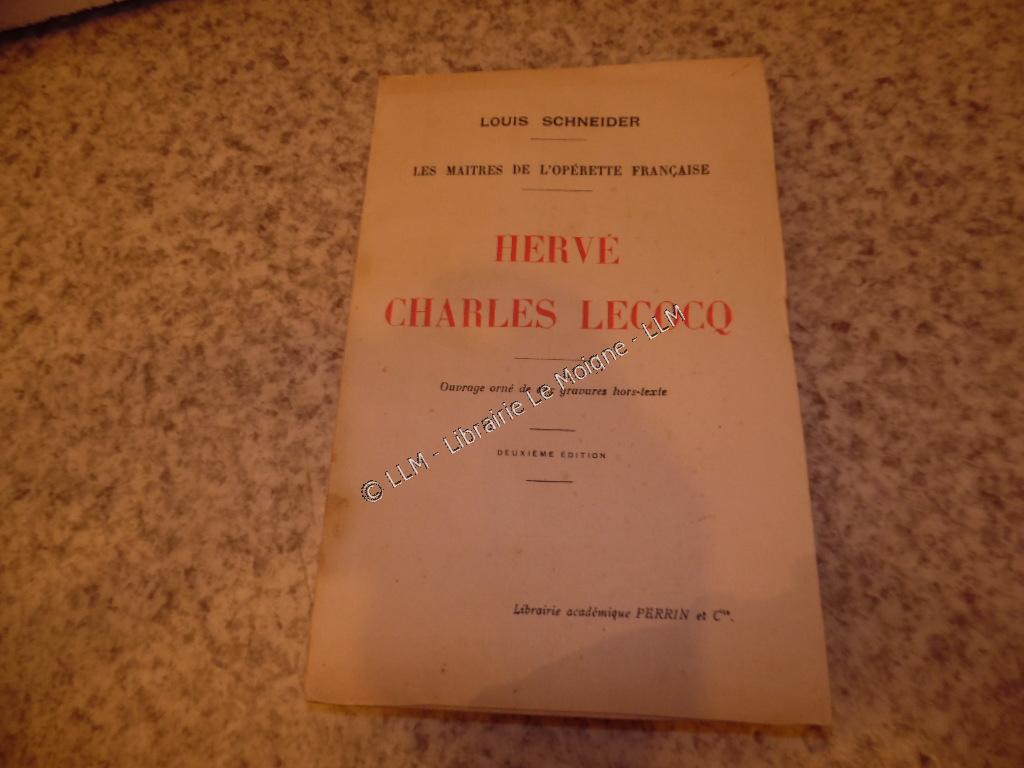 LOUIS SCHNEIDER
LES MAITRES DE L'OPÉRETTE FRANÇAISE
HERVÉ
CHARLES LECOCQ
Ouvrage orné de gravures hors-texte
DEUXIÈME ÉDITION
Librairie académique PERRIN et Cie.
© LLM - Librairie Le Moigne - LLM